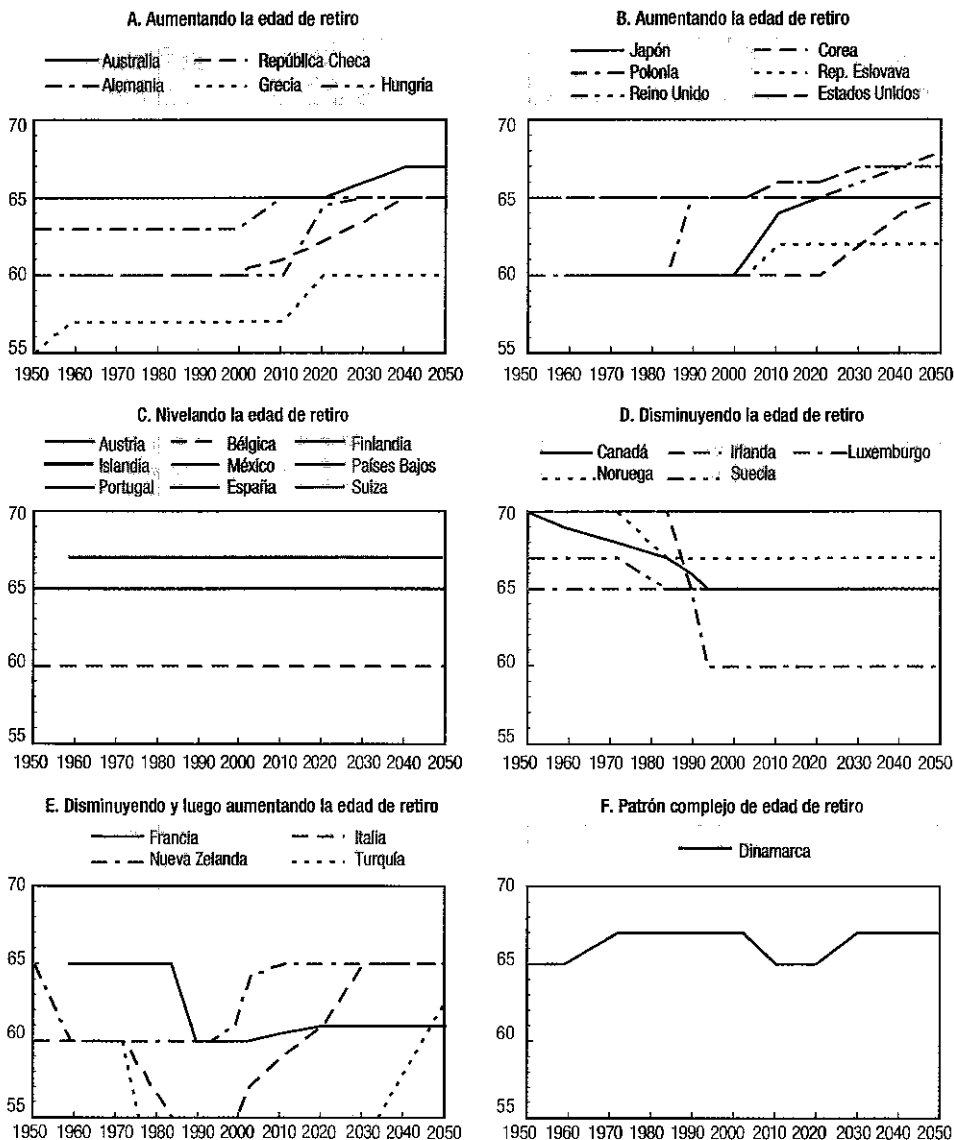 A. Aumentando la edad de retiro
Australia República Checa
Alemania Grecia Hungria
70
65
60
55
1950 1960 1970 1980 1990 2000 2010 2020 2030 2040 2050
B. Aumentando la edad de retiro
Japón Corea
Polonia Rep. Eslovava
Reino Unido Estados Unidos
70
65
60
55
1950 1960 1970 1980 1990 2000 2010 2020 2030 2040 2050
C. Nivelando la edad de retiro
Austria Bélgica Finlandia
Islandia México Países Bajos
Portugal España Suiza
70
65
60
55
1950 1960 1970 1980 1990 2000 2010 2020 2030 2040 2050
D. Disminuyendo la edad de retiro
Canadá Irlanda Luxemburgo
Noruega Suecia
70
65
60
55
1950 1960 1970 1980 1990 2000 2010 2020 2030 2040 2050
E. Disminuyendo y luego aumentando la edad de retiro
Francia Italia
Nueva Zelanda Turquía
70
65
60
55
1950 1960 1970 1980 1990 2000 2010 2020 2030 2040 2050
F. Patrón complejo de edad de retiro
Dinamarca
70
65
60
55
1950 1960 1970 1980 1990 2000 2010 2020 2030 2040 2050